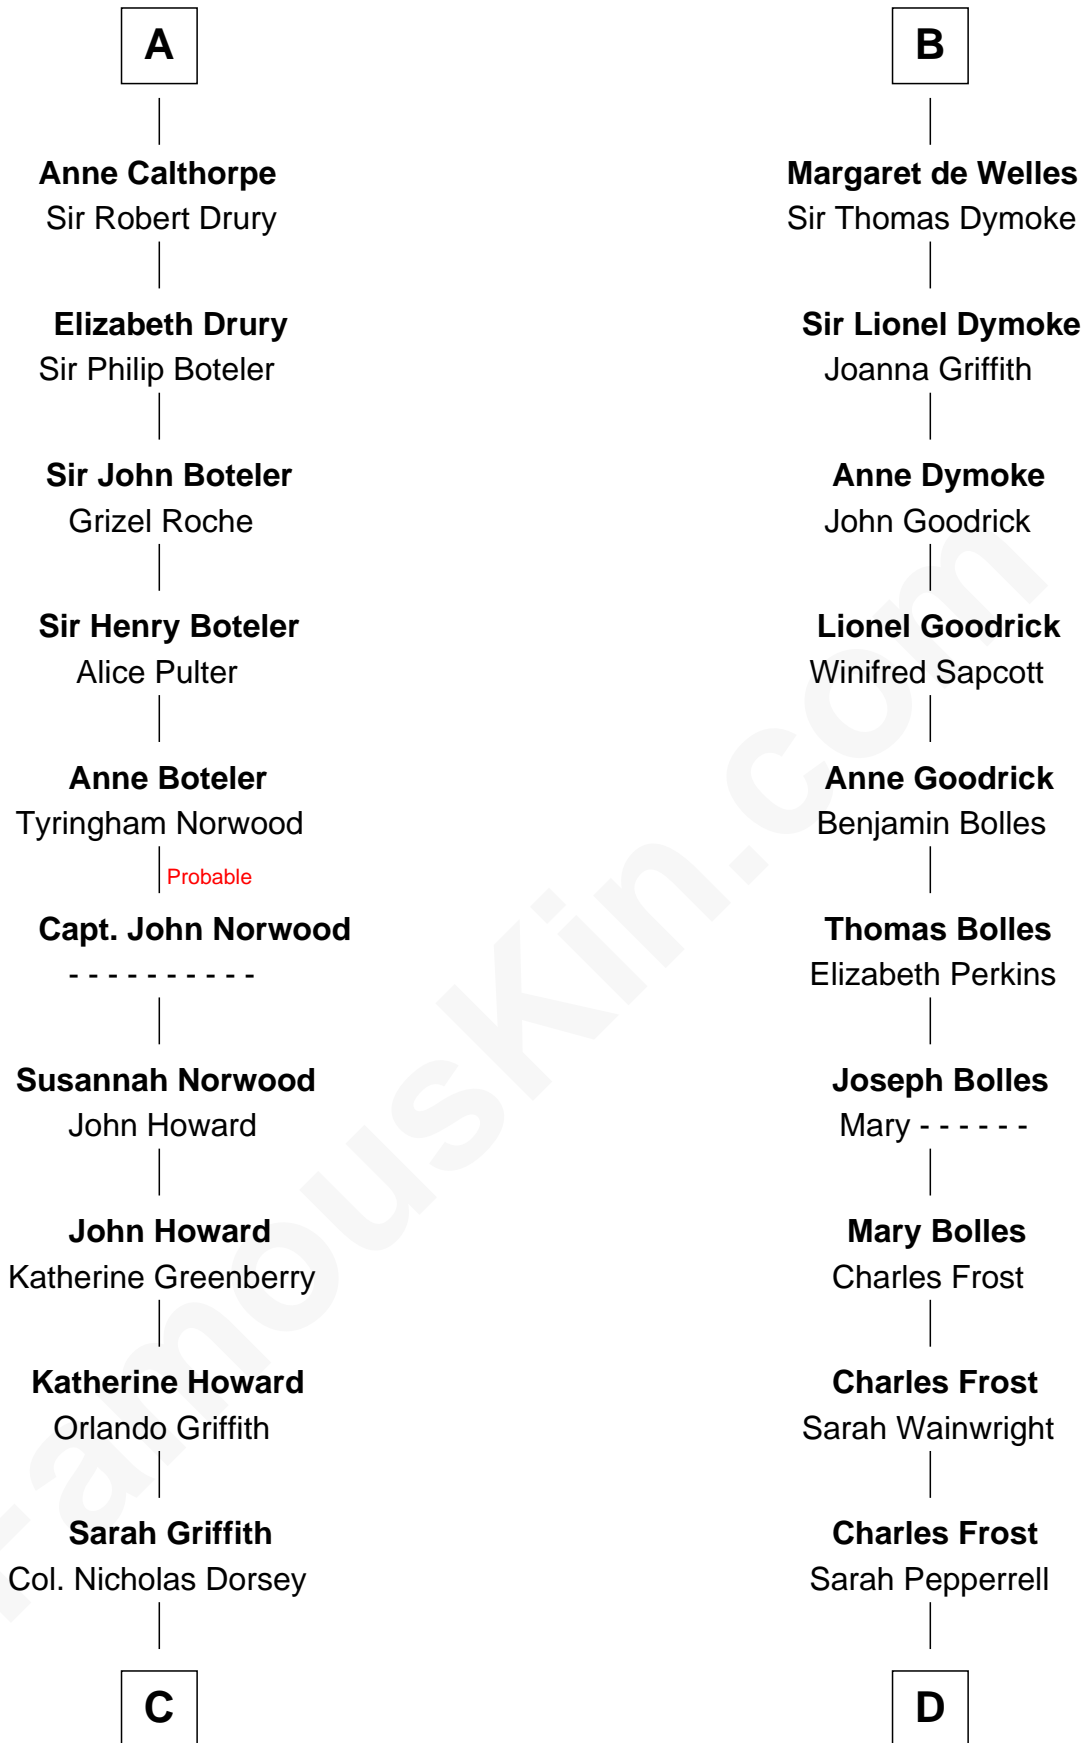 A
Anne Calthorpe
Sir Robert Drury
Elizabeth Drury
Sir Philip Boteler
Sir John Boteler
Grizel Roche
Sir Henry Boteler
Alice Pulter
Anne Boteler
Tyringham Norwood
Probable
Capt. John Norwood
- - - - - - - - - -
Susannah Norwood
John Howard
John Howard
Katherine Greenberry
Katherine Howard
Orlando Griffith
Sarah Griffith
Col. Nicholas Dorsey
C
B
Margaret de Welles
Sir Thomas Dymoke
Sir Lionel Dymoke
Joanna Griffith
Anne Dymoke
John Goodrick
Lionel Goodrick
Winifred Sapcott
Anne Goodrick
Benjamin Bolles
Thomas Bolles
Elizabeth Perkins
Joseph Bolles
Mary - - - - - -
Mary Bolles
Charles Frost
Charles Frost
Sarah Wainwright
Charles Frost
Sarah Pepperrell
D
FamousKin.com